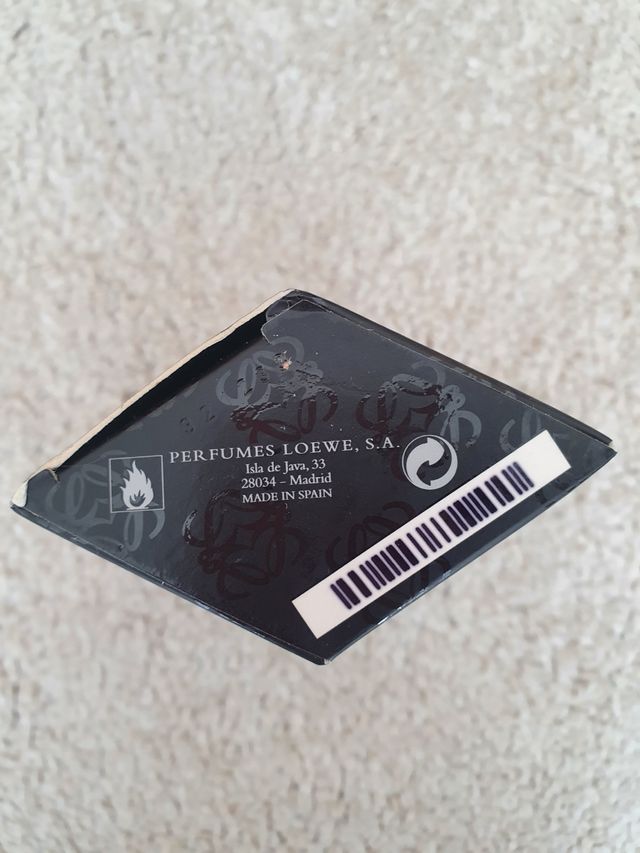 PERFUMES LOEWE, S.A.
Isla de Java, 33
28034 – Madrid
MADE IN SPAIN